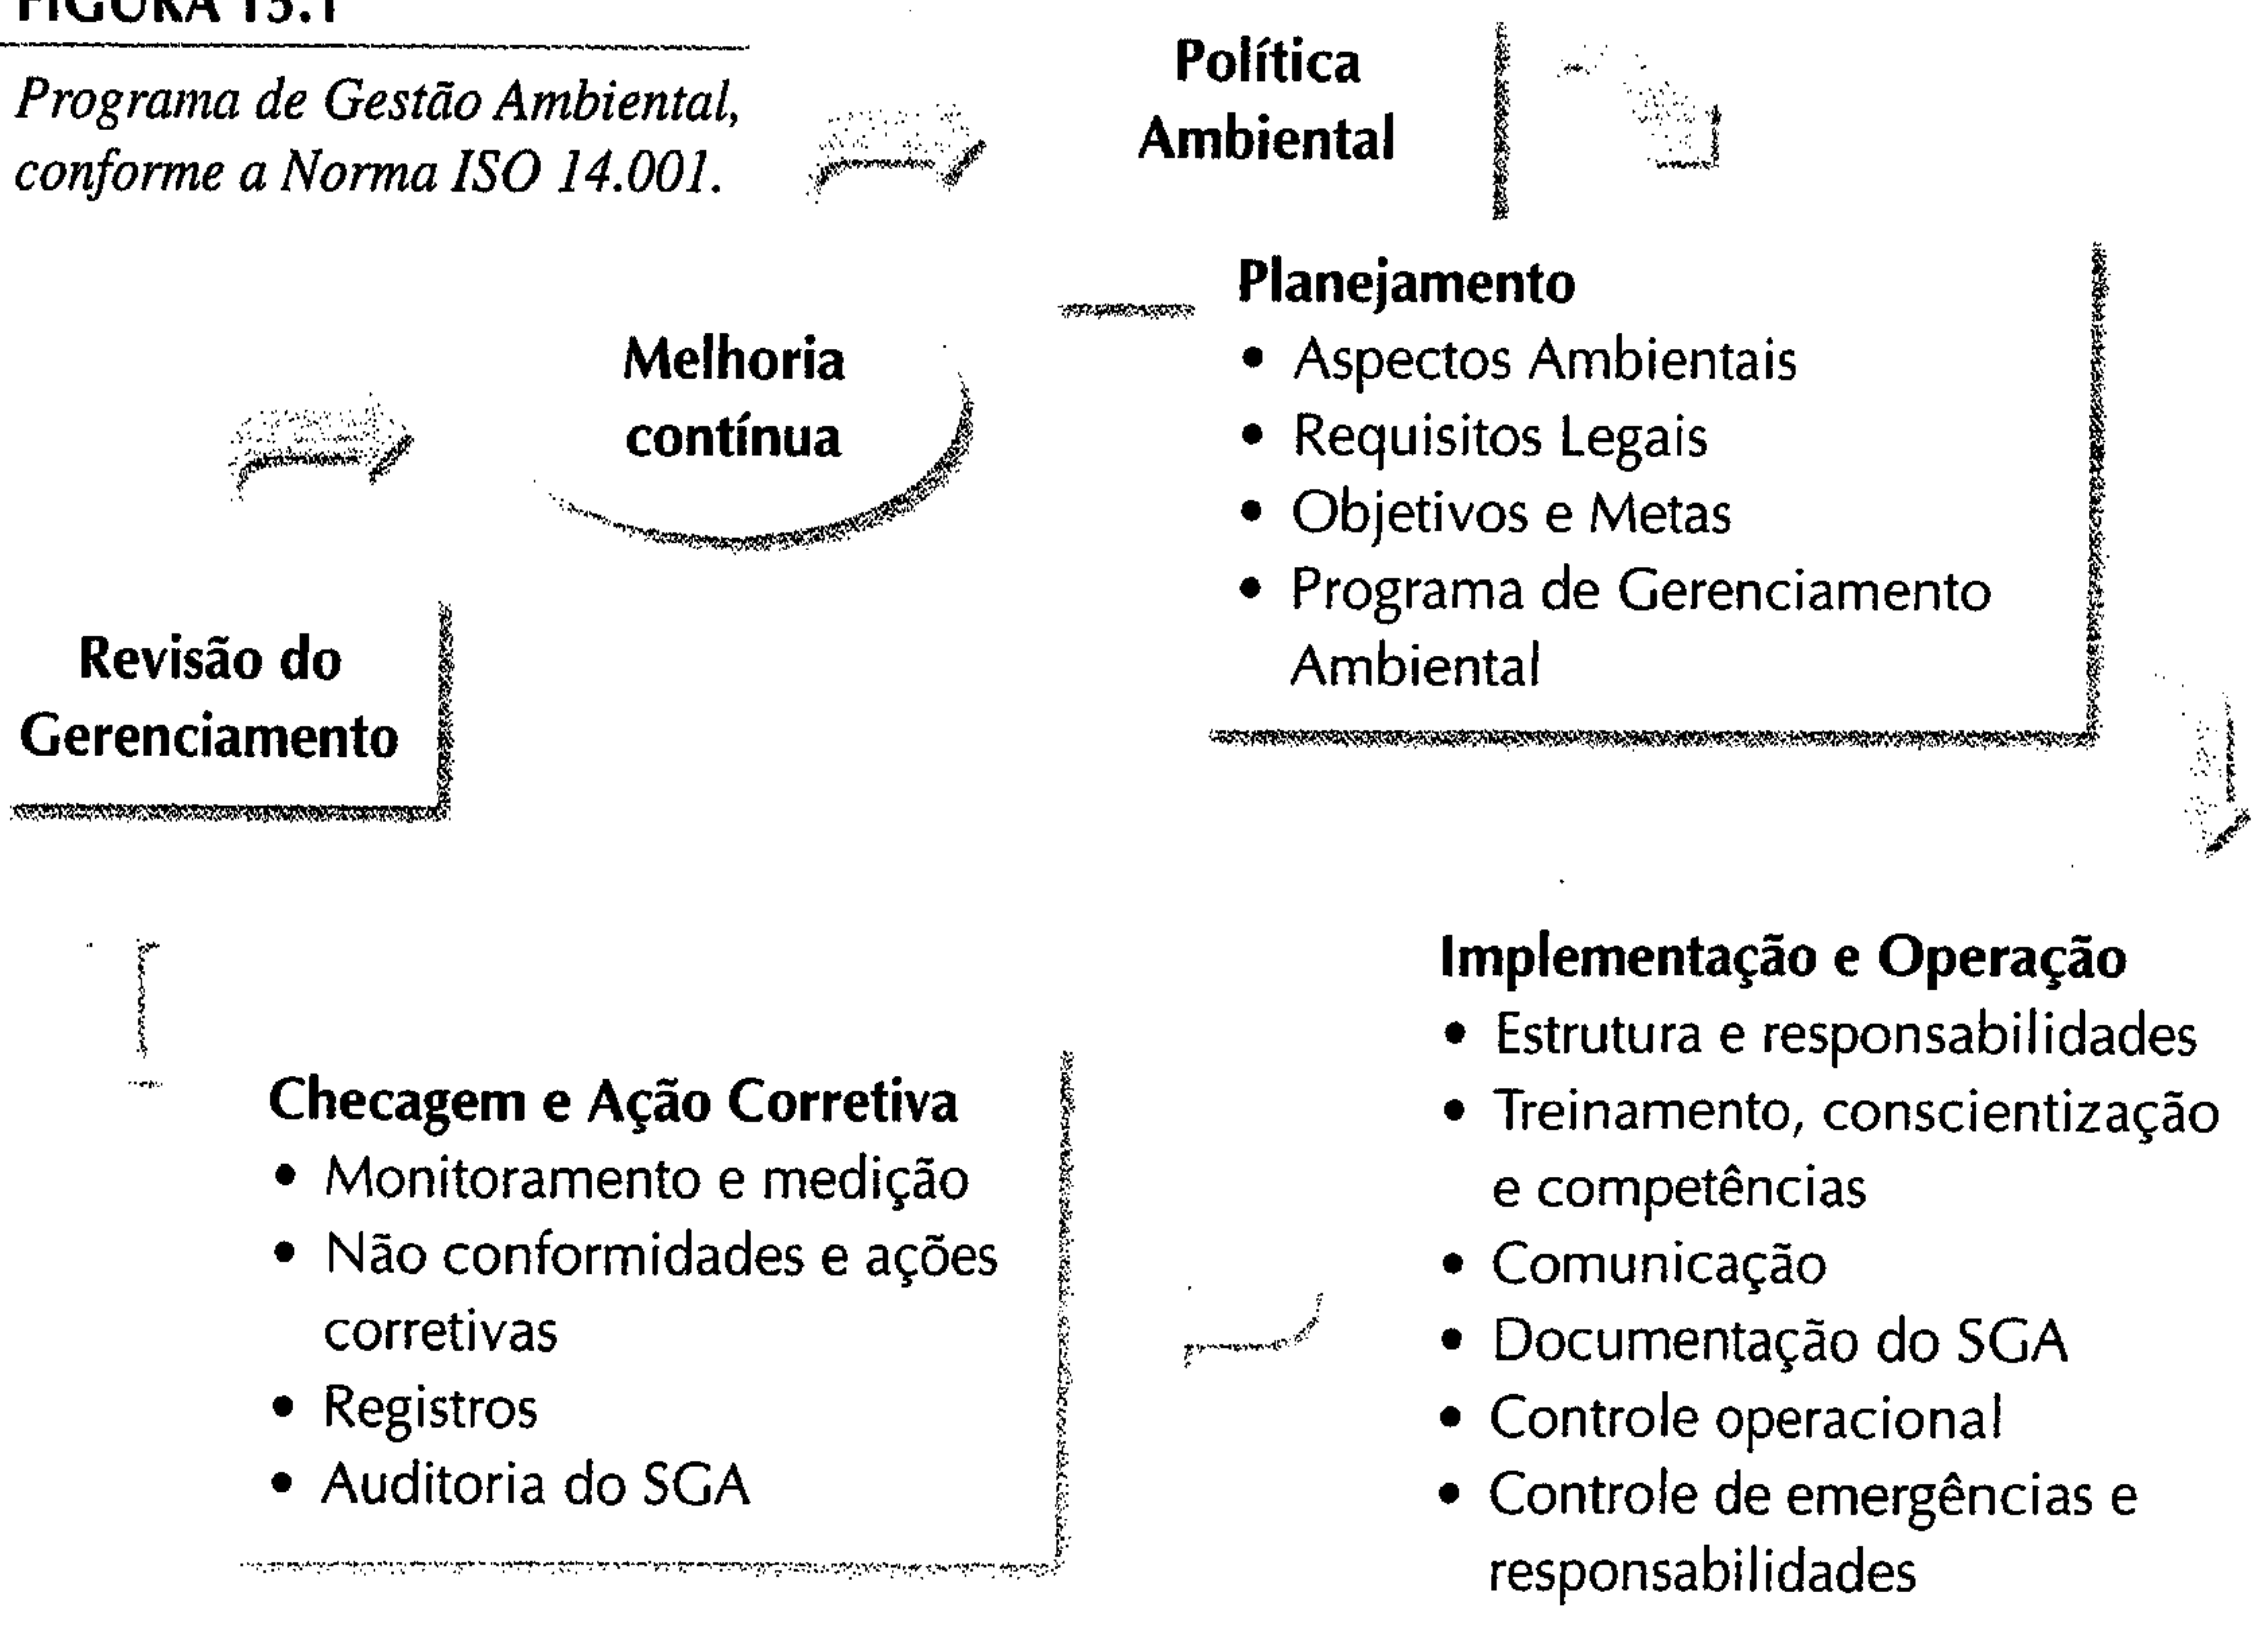 FIGURA 13.1
Programa de Gestão Ambiental,
conforme a Norma ISO 14.001.
Política
Ambiental
Planejamento
• Aspectos Ambientais
• Requisitos Legais
• Objetivos e Metas
• Programa de Gerenciamento
Ambiental
Melhoria
contínua
Revisão do
Gerenciamento
Implementação e Operação
• Estrutura e responsabilidades
• Treinamento, conscientização
e competências
• Comunicação
• Documentação do SGA
• Controle operacional
• Controle de emergências e
responsabilidades
Checagem e Ação Corretiva
• Monitoramento e medição
• Não conformidades e ações
corretivas
• Registros
• Auditoria do SGA